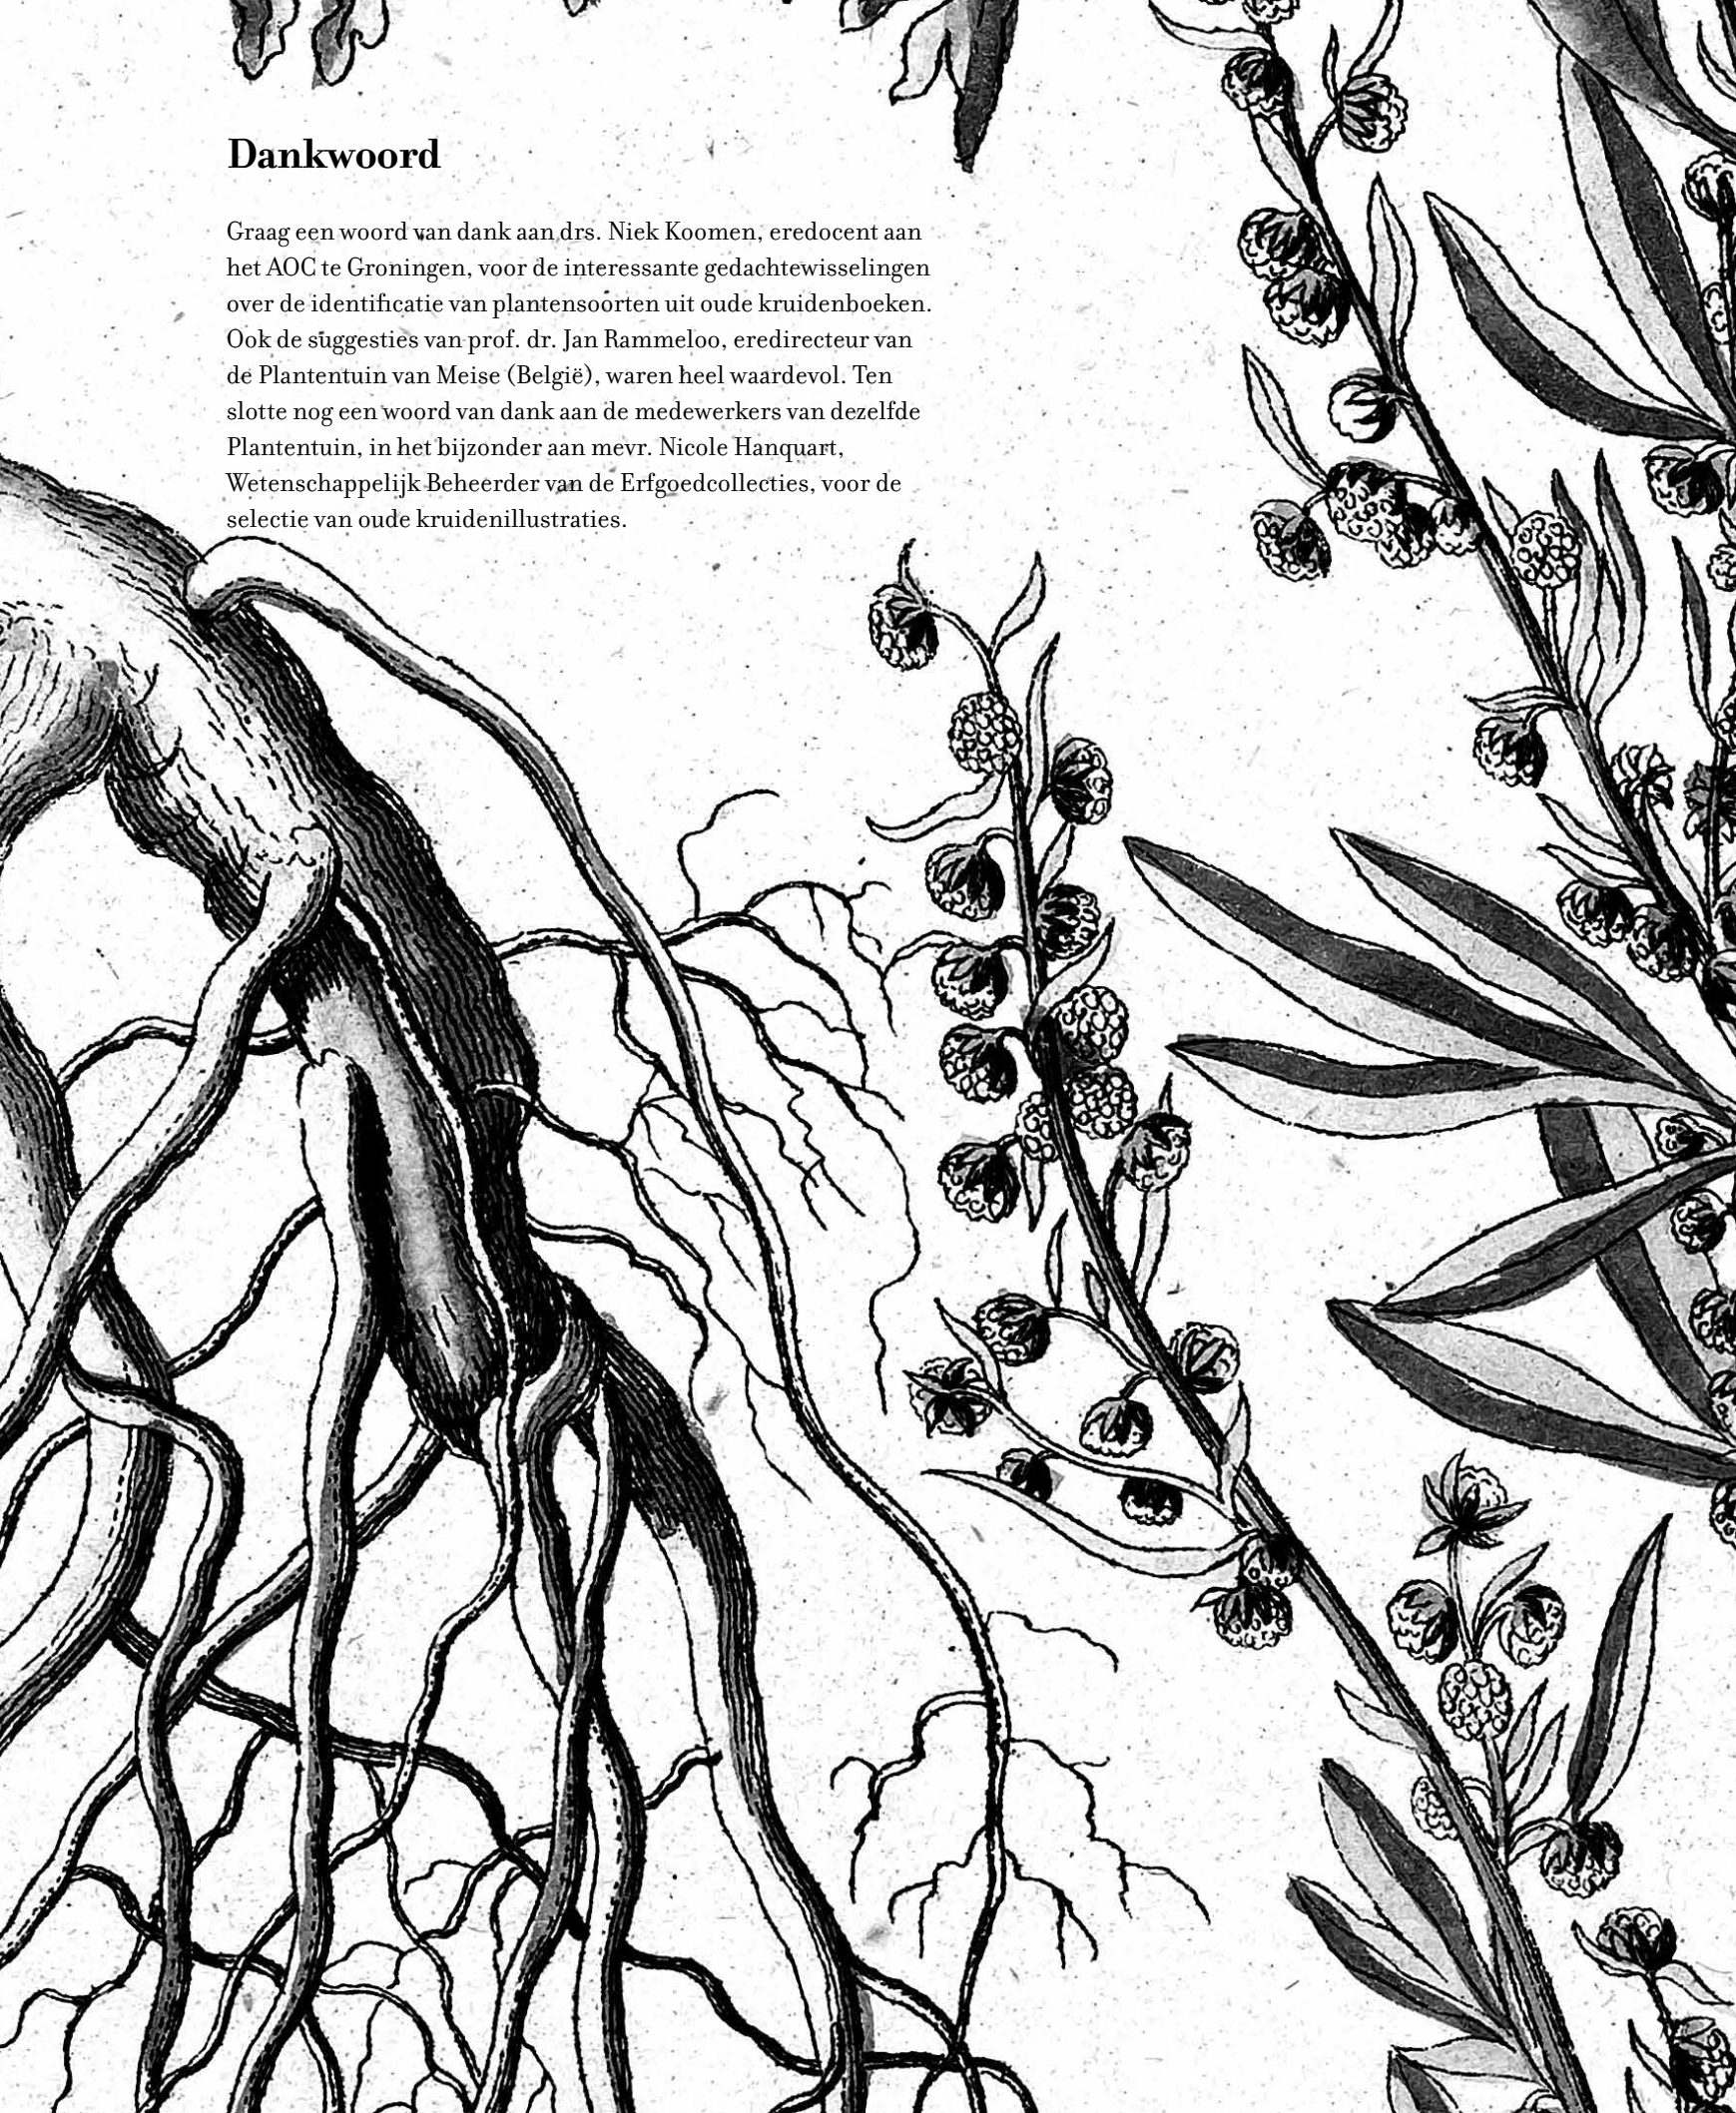 Dankwoord
Graag een woord van dank aan drs. Niek Koomen, eredocent aan
het AOC te Groningen, voor de interessante gedachtewisselingen
over de identificatie van plantensoorten uit oude kruidenboeken.
Ook de suggesties van prof. dr. Jan Rammeloo, eredirecteur van
de Plantentuin van Meise (België), waren heel waardevol. Ten
slotte nog een woord van dank aan de medewerkers van dezelfde
Plantentuin, in het bijzonder aan mevr. Nicole Hanquart,
Wetenschappelijk Beheerder van de Erfgoedcollecties, voor de
selectie van oude kruidenillustraties.